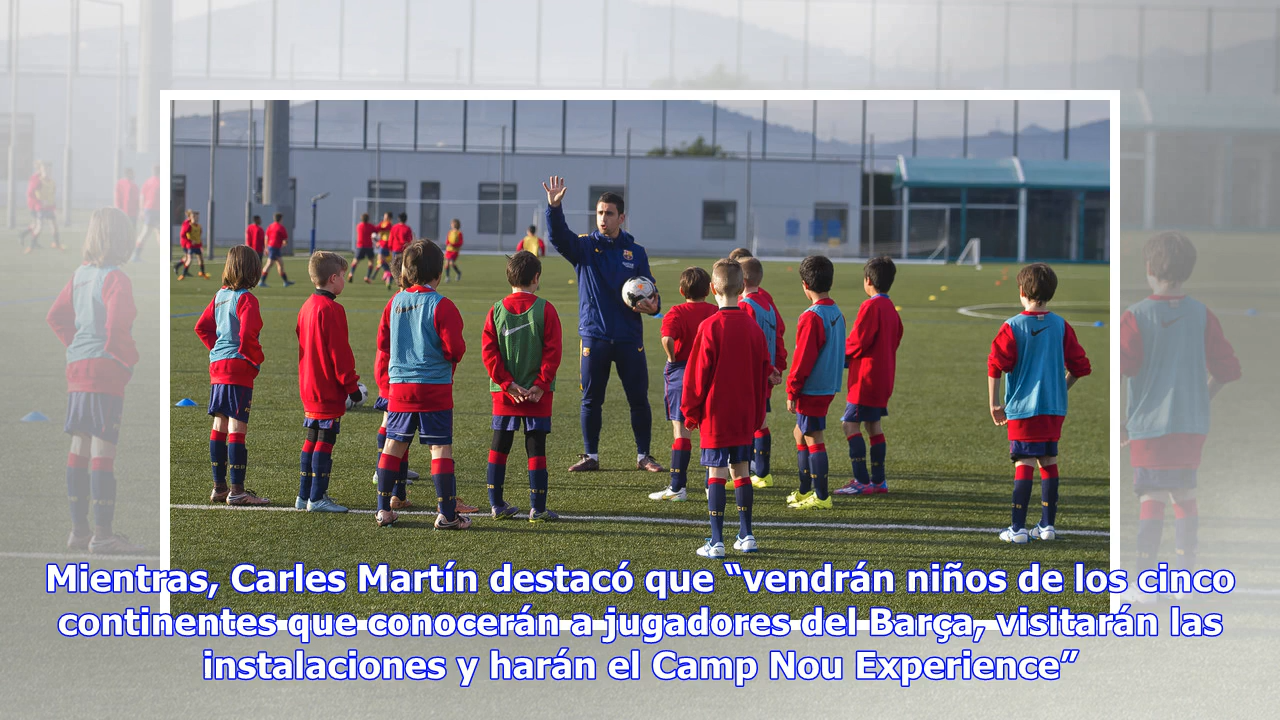 Mientras, Carles Martín destacó que “vendrán niños de los cinco
continentes que conocerán a jugadores del Barça, visitarán las
instalaciones y harán el Camp Nou Experience”